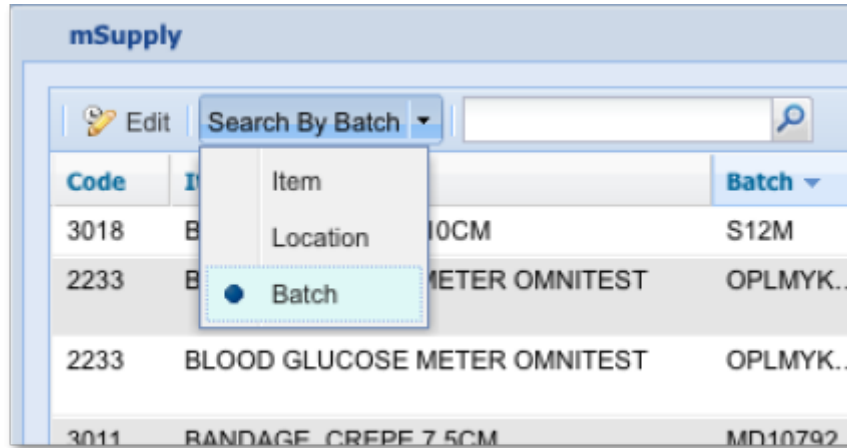 mSupply
Edit Search By Batch
Code Item Batch
Location
Batch
3018 B 10CM S12M
2233 B METER OMNITEST OPLMYK..
2233 BLOOD GLUCOSE METER OMNITEST OPLMYK..
3011 BANDAGE, CREPE 7.5CM MD10792